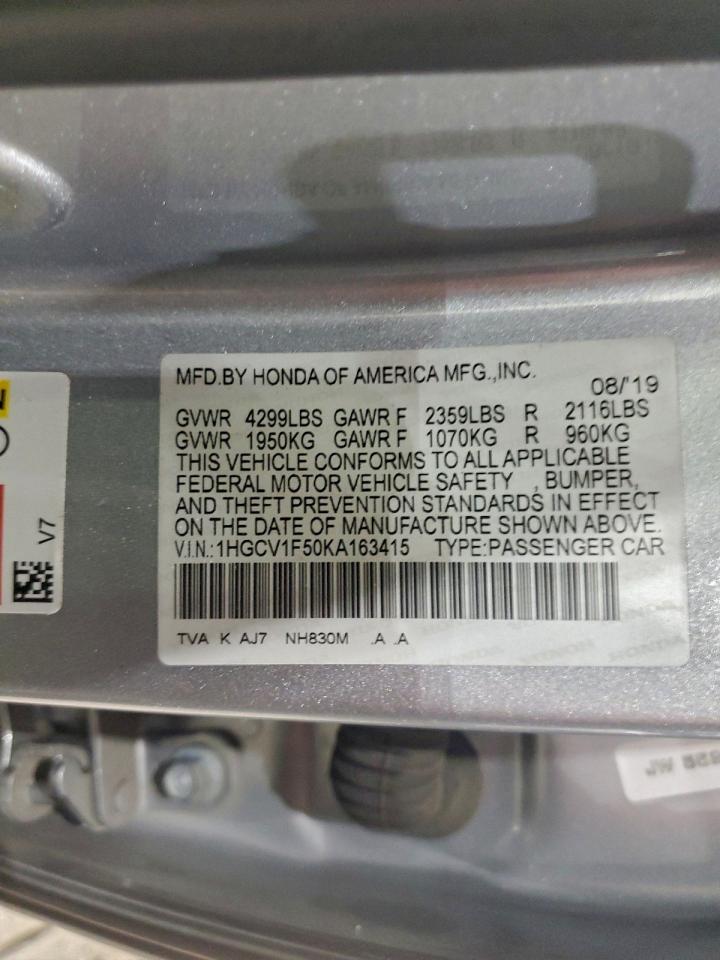 MFD.BY HONDA OF AMERICA MFG.,INC. 08/'19
GVWR 4299LBS GAWR F 2359LBS R 2116LBS
GVWR 1950KG GAWR F 1070KG R 960KG
THIS VEHICLE CONFORMS TO ALL APPLICABLE
FEDERAL MOTOR VEHICLE SAFETY , BUMPER,
AND THEFT PREVENTION STANDARDS IN EFFECT
ON THE DATE OF MANUFACTURE SHOWN ABOVE.
V.I.N.:1HGCV1F50KA163415 TYPE:PASSENGER CAR
TVA K AJ7 NH830M .A .A
V7